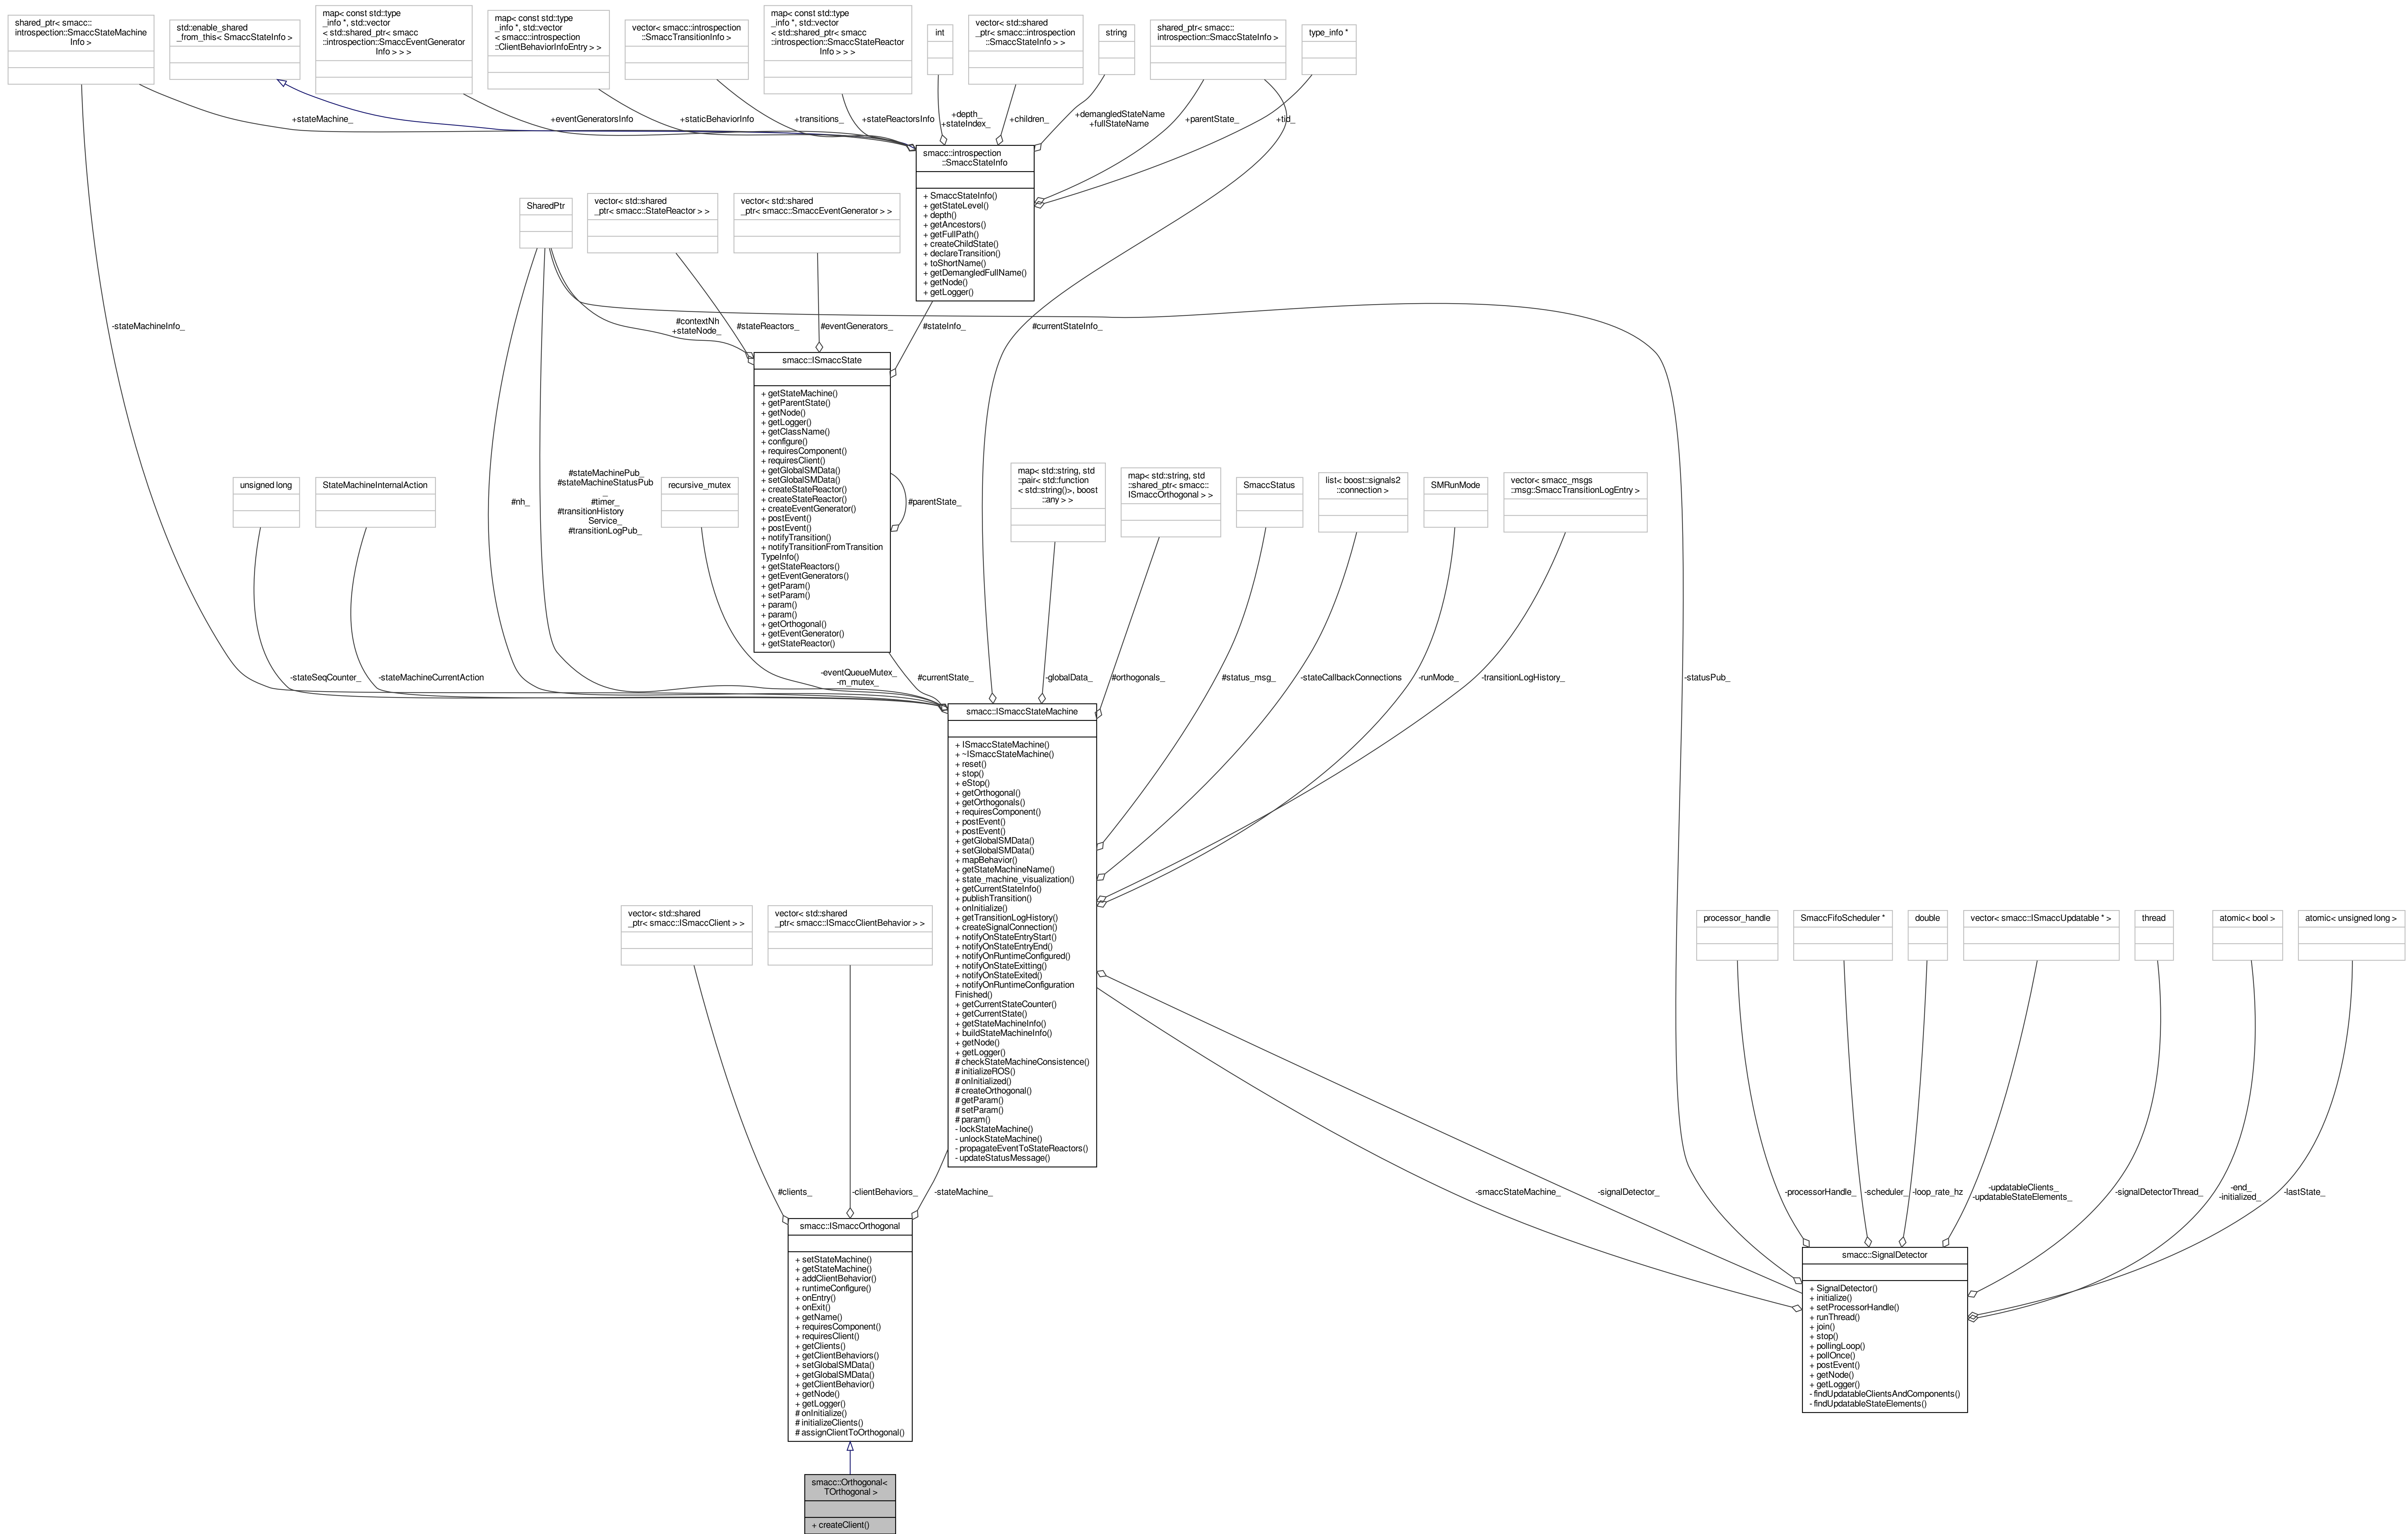 shared_ptr< smacc::
introspection::SmaccStateMachine
Info >
std::enable_shared
_from_this< SmaccStateInfo >
map< const std::type
_info *, std::vector
< std::shared_ptr< smacc
::introspection::SmaccEventGenerator
Info > > >
map< const std::type
_info *, std::vector
< smacc::introspection
::ClientBehaviorInfoEntry > >
vector< smacc::introspection
::SmaccTransitionInfo >
map< const std::type
_info *, std::vector
< std::shared_ptr< smacc
::introspection::SmaccStateReactor
Info > > >
int
vector< std::shared
_ptr< smacc::introspection
::SmaccStateInfo > >
string
shared_ptr< smacc::
introspection::SmaccStateInfo >
type_info *
+stateMachine_
+eventGeneratorsInfo
+staticBehaviorInfo
+transitions_
+stateReactorsInfo
+depth_
+stateIndex_
+children_
+demangledStateName
+fullStateName
+parentState_
+tid_
smacc::introspection
::SmaccStateInfo
+ SmaccStateInfo()
+ getStateLevel()
+ depth()
+ getAncestors()
+ getFullPath()
+ createChildState()
+ declareTransition()
+ toShortName()
+ getDemangledFullName()
+ getNode()
+ getLogger()
SharedPtr
vector< std::shared
_ptr< smacc::StateReactor > >
vector< std::shared
_ptr< smacc::SmaccEventGenerator > >
-stateMachineInfo_
#contextNh
+stateNode_
#stateReactors_
#eventGenerators_
#stateInfo_
#currentStateInfo_
smacc::ISmaccState
+ getStateMachine()
+ getParentState()
+ getNode()
+ getLogger()
+ getClassName()
+ configure()
+ requiresComponent()
+ requiresClient()
+ getGlobalSMData()
+ setGlobalSMData()
+ createStateReactor()
+ createStateReactor()
+ createEventGenerator()
+ postEvent()
+ postEvent()
+ notifyTransition()
+ notifyTransitionFromTransition
TypeInfo()
+ getStateReactors()
+ getEventGenerators()
+ getParam()
+ setParam()
+ param()
+ param()
+ getOrthogonal()
+ getEventGenerator()
+ getStateReactor()
#parentState_
unsigned long
StateMachineInternalAction
#nh_
#stateMachinePub_
#stateMachineStatusPub
_
#timer_
#transitionHistory
Service_
#transitionLogPub_
recursive_mutex
map< std::string, std
::pair< std::function
< std::string()>, boost
::any > >
map< std::string, std
::shared_ptr< smacc::
ISmaccOrthogonal > >
SmaccStatus
list< boost::signals2
::connection >
SMRunMode
vector< smacc_msgs
::msg::SmaccTransitionLogEntry >
-stateSeqCounter_
-stateMachineCurrentAction
-eventQueueMutex_
-m_mutex_
#currentState_
-globalData_
#orthogonals_
#status_msg_
-stateCallbackConnections
-runMode_
-transitionLogHistory_
-statusPub_
smacc::ISmaccStateMachine
+ ISmaccStateMachine()
+ ~ISmaccStateMachine()
+ reset()
+ stop()
+ eStop()
+ getOrthogonal()
+ getOrthogonals()
+ requiresComponent()
+ postEvent()
+ postEvent()
+ getGlobalSMData()
+ setGlobalSMData()
+ mapBehavior()
+ getStateMachineName()
+ state_machine_visualization()
+ getCurrentStateInfo()
+ publishTransition()
+ onInitialize()
+ getTransitionLogHistory()
+ createSignalConnection()
+ notifyOnStateEntryStart()
+ notifyOnStateEntryEnd()
+ notifyOnRuntimeConfigured()
+ notifyOnStateExitting()
+ notifyOnStateExited()
+ notifyOnRuntimeConfiguration
Finished()
+ getCurrentStateCounter()
+ getCurrentState()
+ getStateMachineInfo()
+ buildStateMachineInfo()
+ getNode()
+ getLogger()
# checkStateMachineConsistence()
# initializeROS()
# onInitialized()
# createOrthogonal()
# getParam()
# setParam()
# param()
- lockStateMachine()
- unlockStateMachine()
- propagateEventToStateReactors()
- updateStatusMessage()
vector< std::shared
_ptr< smacc::ISmaccClient > >
vector< std::shared
_ptr< smacc::ISmaccClientBehavior > >
processor_handle
SmaccFifoScheduler *
double
vector< smacc::ISmaccUpdatable * >
thread
atomic< bool >
atomic< unsigned long >
#clients_
-clientBehaviors_
-stateMachine_
-smaccStateMachine_
-signalDetector_
-processorHandle_
-scheduler_
-loop_rate_hz
-updatableClients_
-updatableStateElements_
-signalDetectorThread_
-end_
-initialized_
-lastState_
smacc::ISmaccOrthogonal
+ setStateMachine()
+ getStateMachine()
+ addClientBehavior()
+ runtimeConfigure()
+ onEntry()
+ onExit()
+ getName()
+ requiresComponent()
+ requiresClient()
+ getClients()
+ getClientBehaviors()
+ setGlobalSMData()
+ getGlobalSMData()
+ getClientBehavior()
+ getNode()
+ getLogger()
# onInitialize()
# initializeClients()
# assignClientToOrthogonal()
smacc::SignalDetector
+ SignalDetector()
+ initialize()
+ setProcessorHandle()
+ runThread()
+ join()
+ stop()
+ pollingLoop()
+ pollOnce()
+ postEvent()
+ getNode()
+ getLogger()
- findUpdatableClientsAndComponents()
- findUpdatableStateElements()
smacc::Orthogonal<
TOrthogonal >
+ createClient()